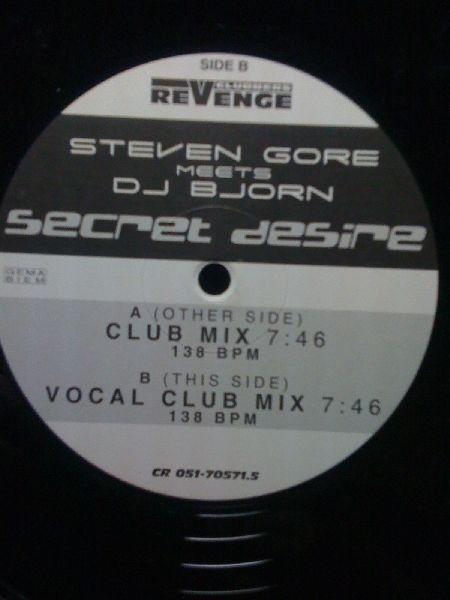 SIDE B
CLUBBERS
REVENGE
STEVEN GORE
MEETS
DJ BJORN
secret desire
GEMA
BIEM
A (OTHER SIDE)
CLUB MIX 7:46
138 BPM
B (THIS SIDE)
VOCAL CLUB MIX 7:46
138 BPM
CR 051-70571.5